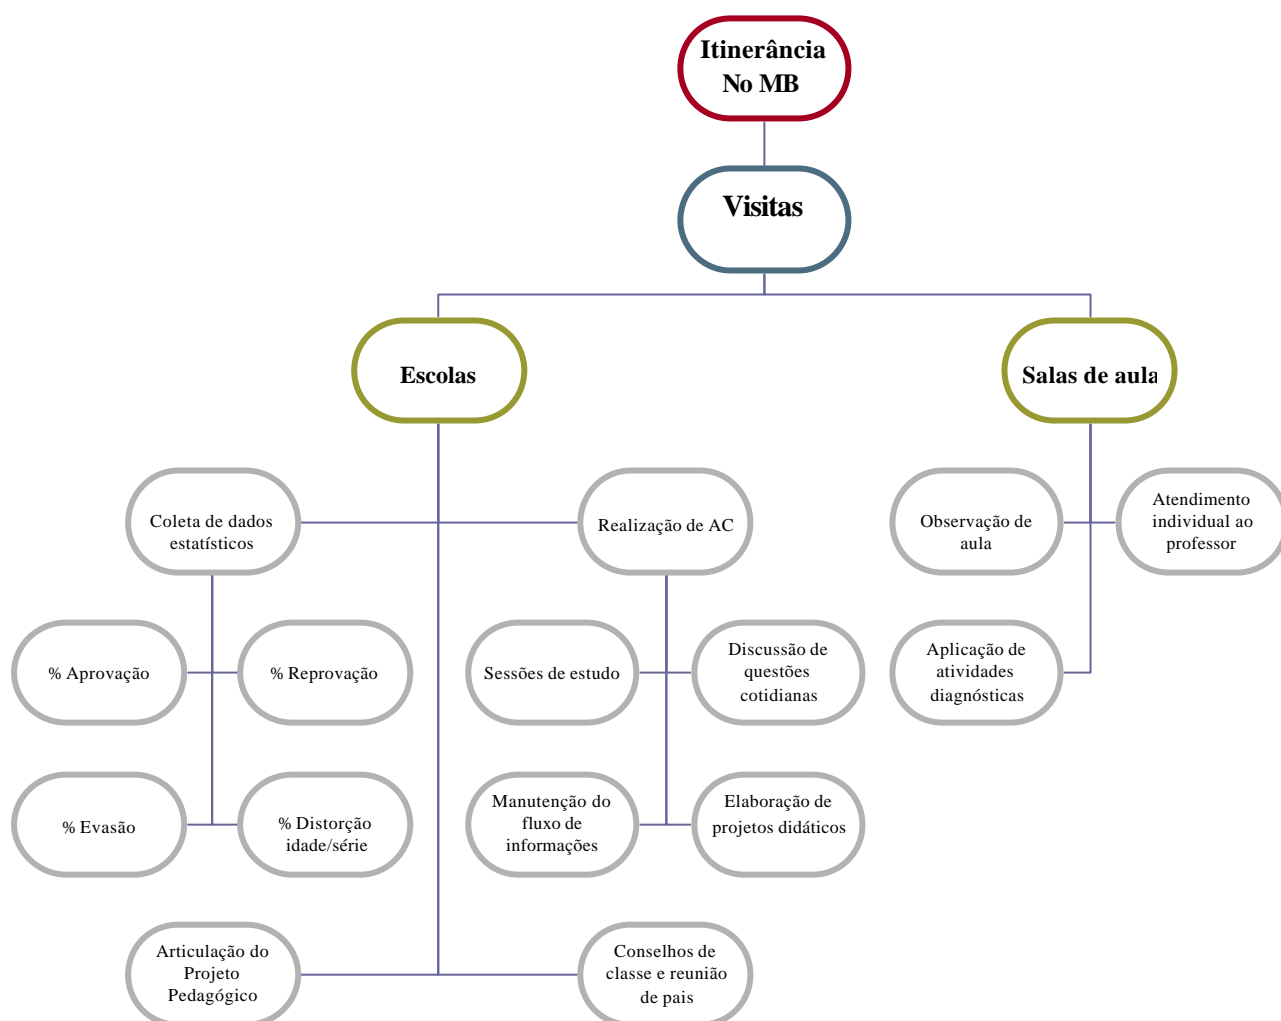 Itinerância
No MB
Visitas
Escolas
Salas de aula
Coleta de dados
estatísticos
Realização de AC
Observação de
aula
Atendimento
individual ao
professor
% Aprovação
% Reprovação
Sessões de estudo
Discussão de
questões
cotidianas
Aplicação de
atividades
diagnósticas
% Evasão
% Distorção
idade/série
Manutenção do
fluxo de
informações
Elaboração de
projetos didáticos
Articulação do
Projeto
Pedagógico
Conselhos de
classe e reunião
de pais